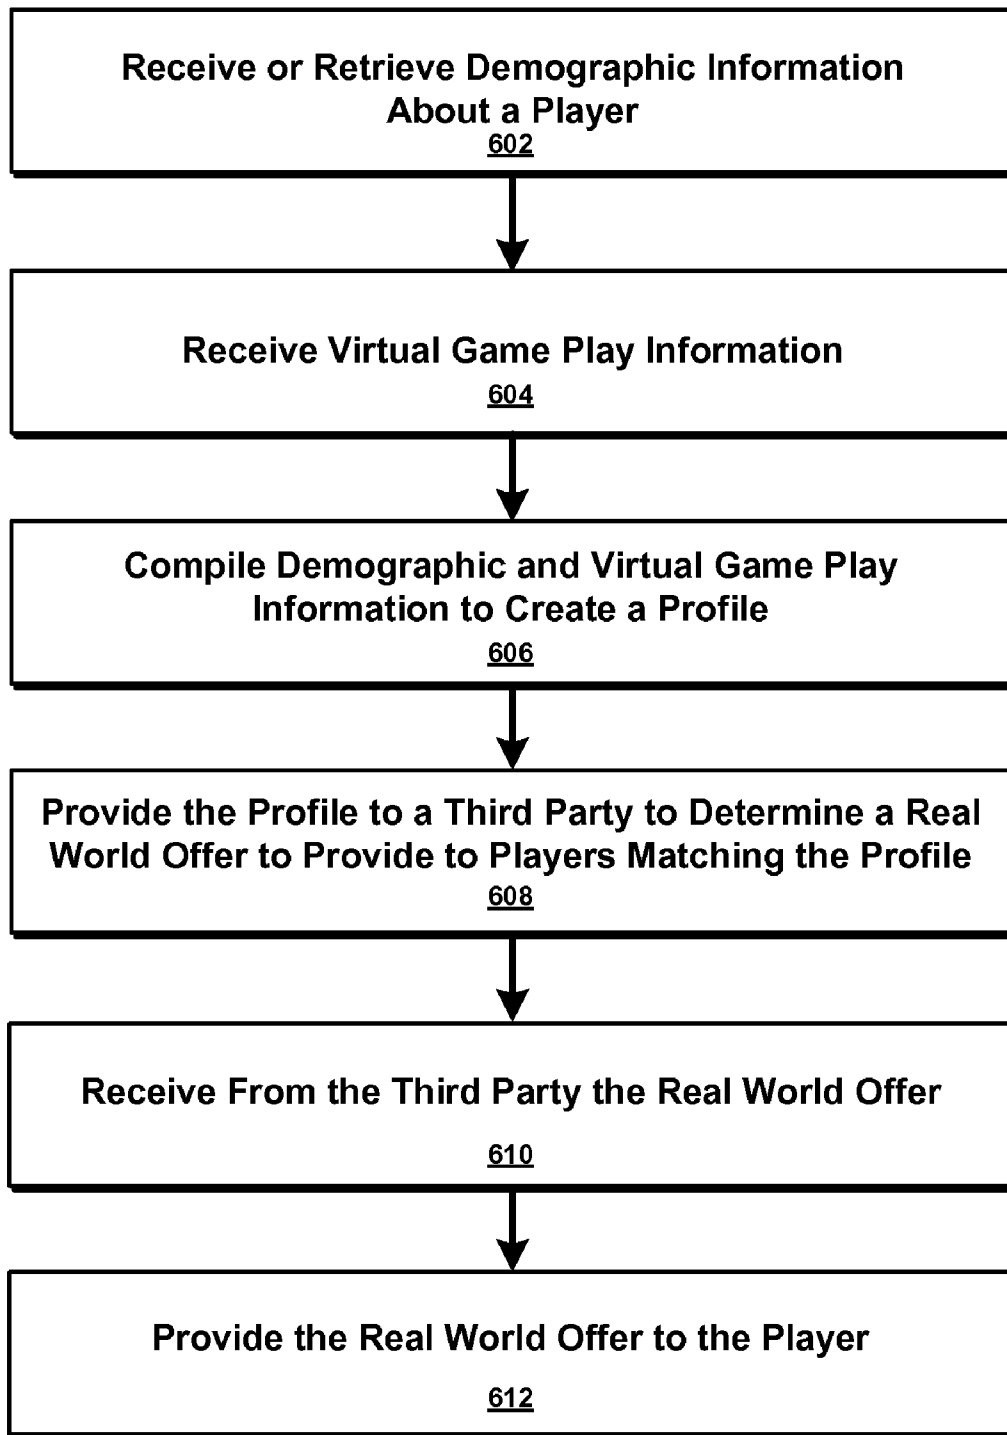 Receive or Retrieve Demographic Information
About a Player
602
Receive Virtual Game Play Information
604
Compile Demographic and Virtual Game Play
Information to Create a Profile
606
Provide the Profile to a Third Party to Determine a Real
World Offer to Provide to Players Matching the Profile
608
Receive From the Third Party the Real World Offer
610
Provide the Real World Offer to the Player
612